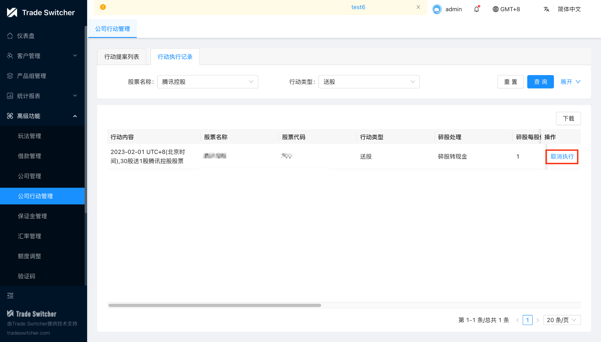 Trade Switcher
test6
admin
GMT+8
简体中文
仪表盘
公司行动管理
客户管理
行动提案列表
行动执行记录
产品组管理
股票名称:
腾讯控股
行动类型:
送股
重 置
查 询
展开
统计报表
高级功能
下载
玩法管理
行动内容
股票名称
股票代码
行动类型
碎股处理
碎股每股价
操作
借款管理
2023-02-01 UTC+8(北京时
间),30股送1股腾讯控股股票
送股
碎股转现金
1
取消执行
公司管理
公司行动管理
保证金管理
汇率管理
额度调整
验证码
Trade Switcher
由Trade Switcher提供技术支持
tradeswitcher.com
第 1-1 条/总共 1 条
1
20 条/页